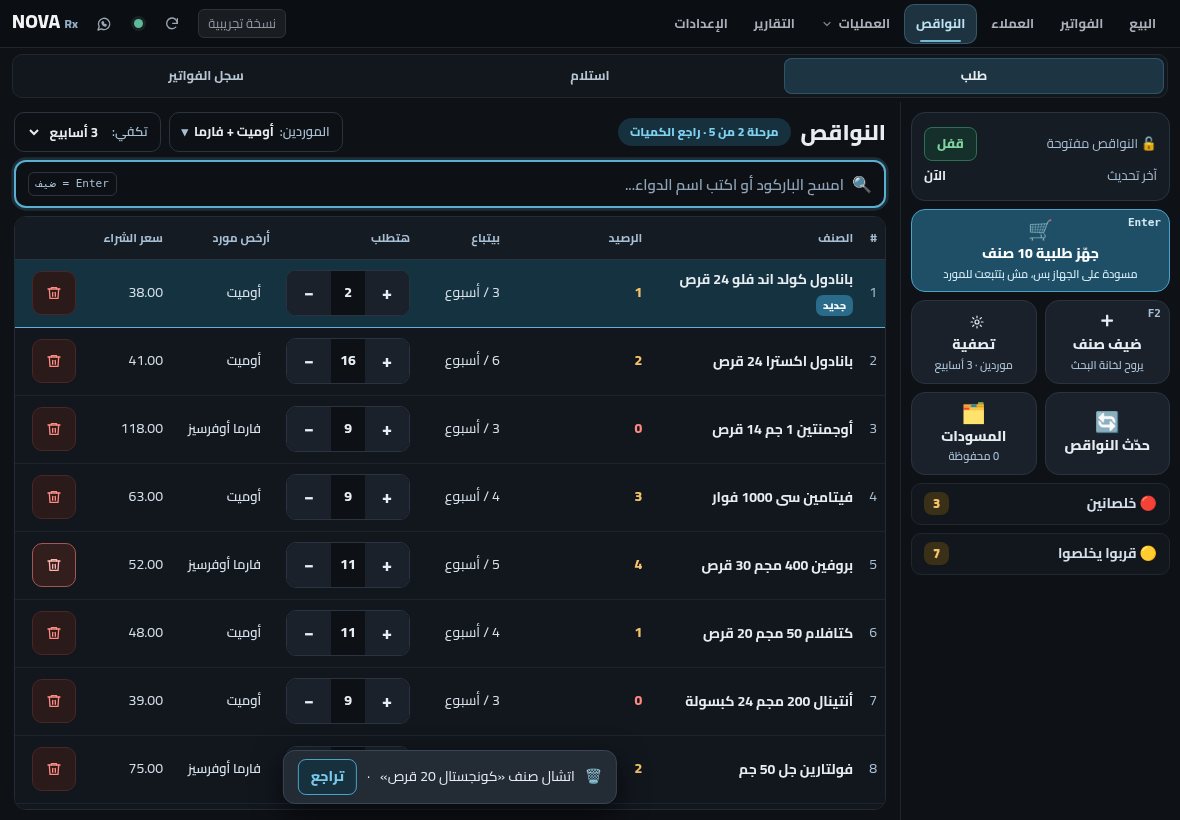 البيع
الفواتير
العملاء
النواقص
العمليات
التقارير
الإعدادات
نسخة تجريبية
NOVA Rx
طلب
استلام
سجل الفواتير
🔓 النواقص مفتوحة
قفل
آخر تحديث
الآن
Enter
جهّز طلبية 10 صنف
مسودة على الجهاز بس، مش بتتبعت للمورد
F2
ضيف صنف
يروح لخانة البحث
تصفية
موردين · 3 أسابيع
حدّث النواقص
المسودات
0 محفوظة
🔴 خلصانين
3
🟡 قربوا يخلصوا
7
النواقص
مرحلة 2 من 5 · راجع الكميات
الموردين: أوميت + فارما ▾
تكفي: 3 أسابيع
امسح الباركود أو اكتب اسم الدواء...
Enter = ضيف
# الصنف الرصيد بيتباع هتطلب أرخص مورد سعر الشراء
1 بانادول كولد اند فلو 24 قرص 1 3 / أسبوع + 2 − أوميت 38.00
جديد
2 بانادول اكسترا 24 قرص 2 6 / أسبوع + 16 − أوميت 41.00
3 أوجمنتين 1 جم 14 قرص 0 3 / أسبوع + 9 − فارما أوفرسيز 118.00
4 فيتامين سى 1000 فوار 3 4 / أسبوع + 9 − أوميت 63.00
5 بروفين 400 مجم 30 قرص 4 5 / أسبوع + 11 − فارما أوفرسيز 52.00
6 كتافلام 50 مجم 20 قرص 1 4 / أسبوع + 11 − أوميت 48.00
7 أنتينال 200 مجم 24 كبسولة 0 3 / أسبوع + 9 − أوميت 39.00
8 فولتارين جل 50 جم 2 فارما أوفرسيز 75.00
اتشال صنف «كونجستال 20 قرص» ·
تراجع